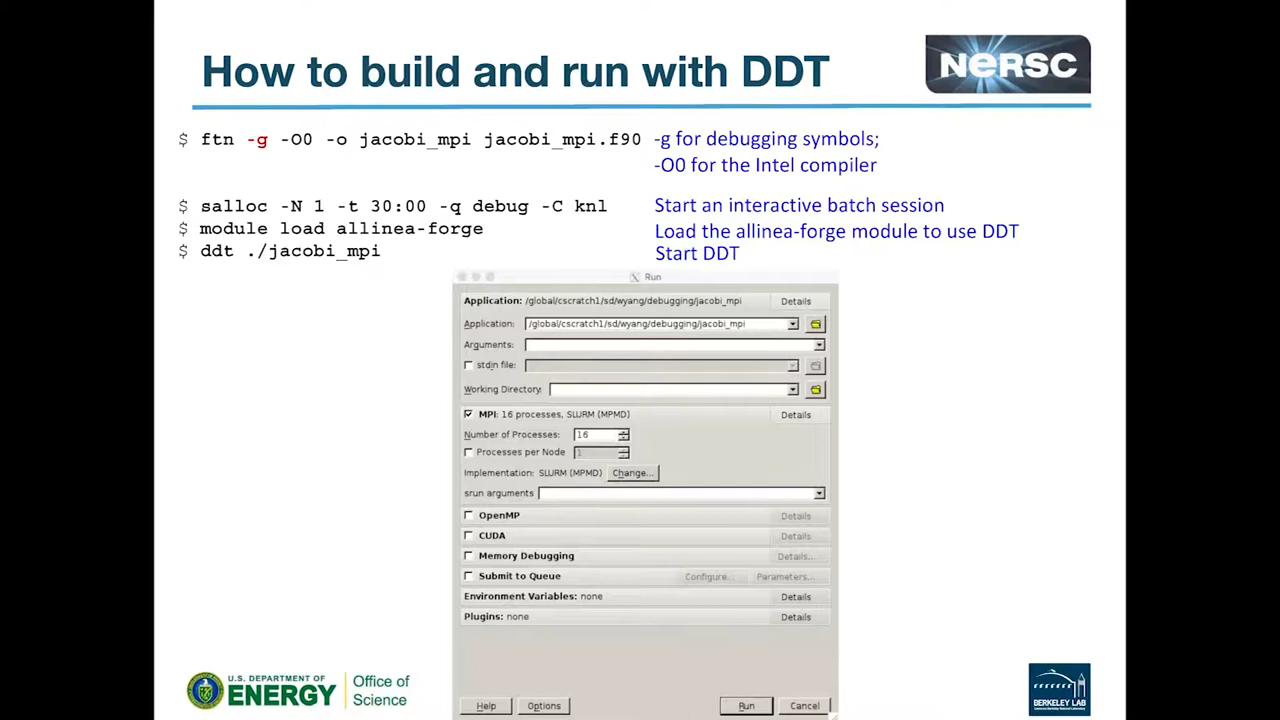 How to build and run with DDT
NERSC
$ ftn -g -O0 -o jacobi_mpi jacobi_mpi.f90 -g for debugging symbols;
-O0 for the Intel compiler
$ salloc -N 1 -t 30:00 -q debug -C knl Start an interactive batch session
$ module load allinea-forge Load the allinea-forge module to use DDT
$ ddt ./jacobi_mpi Start DDT
X Run
Application: /global/cscratch1/sd/wyang/debugging/jacobi_mpi Details
Application: /global/cscratch1/sd/wyang/debugging/jacobi_mpi
Arguments:
stdin file:
Working Directory:
MPI: 16 processes, SLURM (MPMD) Details
Number of Processes: 16
Processes per Node 1
Implementation: SLURM (MPMD) Change...
srun arguments
OpenMP Details
CUDA Details
Memory Debugging Details...
Submit to Queue Configure... Parameters...
Environment Variables: none Details
Plugins: none Details
Help Options Run Cancel
U.S. DEPARTMENT OF
ENERGY
Office of
Science
BERKELEY LAB